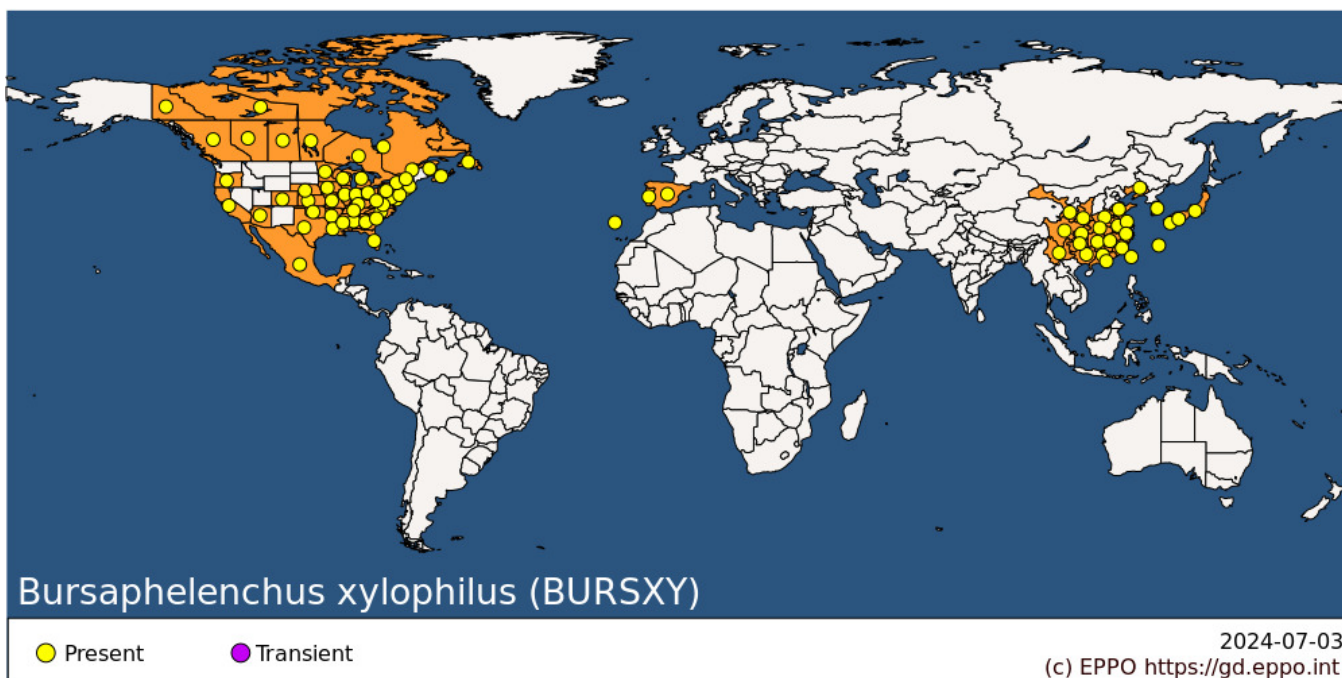 Bursaphelenchus xylophilus (BURSXY)
Present
Transient
2024-07-03
(c) EPPO https://gd.eppo.int